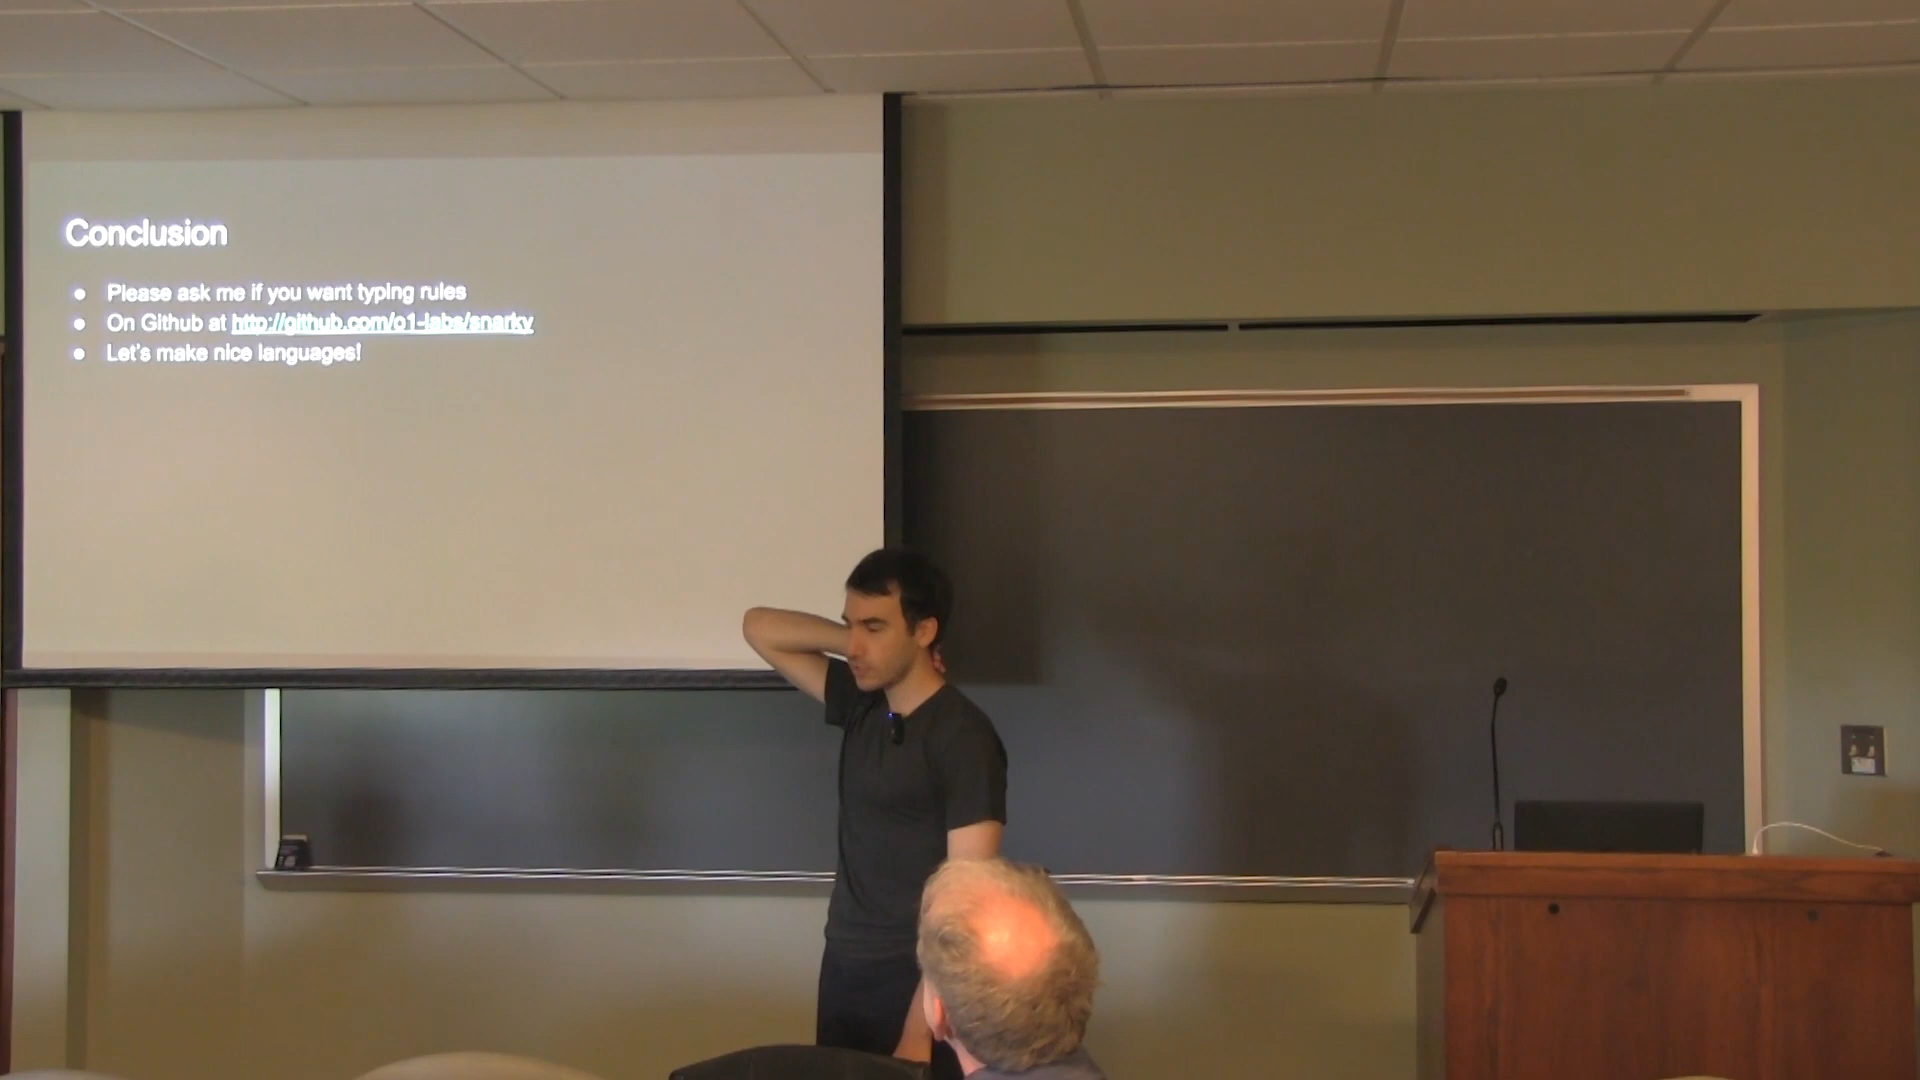 Conclusion
● Please ask me if you want typing rules
● On Github at http://github.com/o1-labs/snarky
● Let's make nice languages!